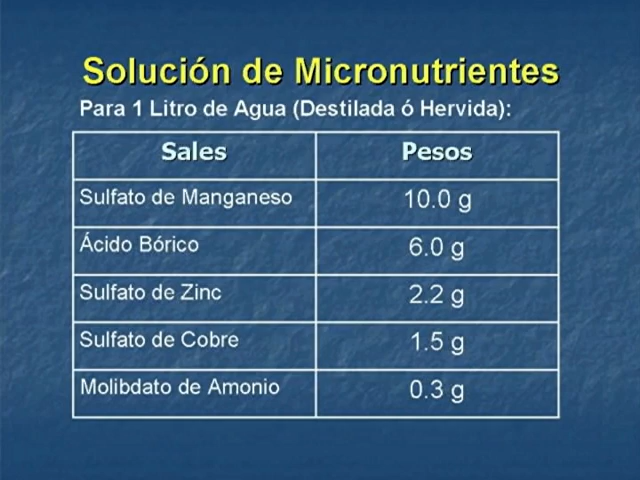 Solución de Micronutrientes
Para 1 Litro de Agua (Destilada ó Hervida):
Sales Pesos
Sulfato de Manganeso 10.0 g
Ácido Bórico 6.0 g
Sulfato de Zinc 2.2 g
Sulfato de Cobre 1.5 g
Molibdato de Amonio 0.3 g